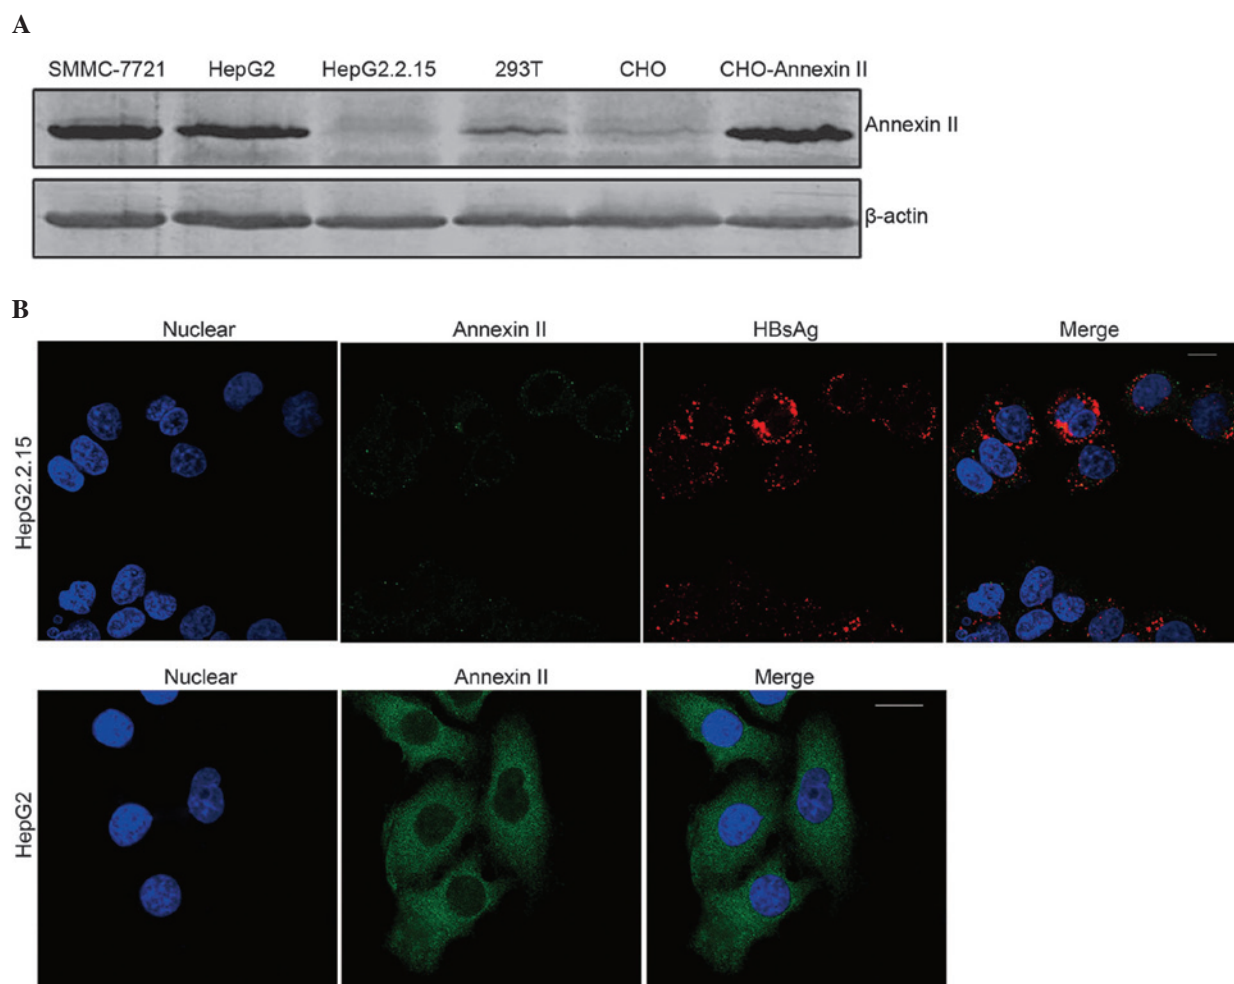 A
SMMC-7721 HepG2 HepG2.2.15 293T CHO CHO-Annexin II
Annexin II
β-actin
B
Nuclear Annexin II HBsAg Merge
HepG2.2.15
Nuclear Annexin II Merge
HepG2